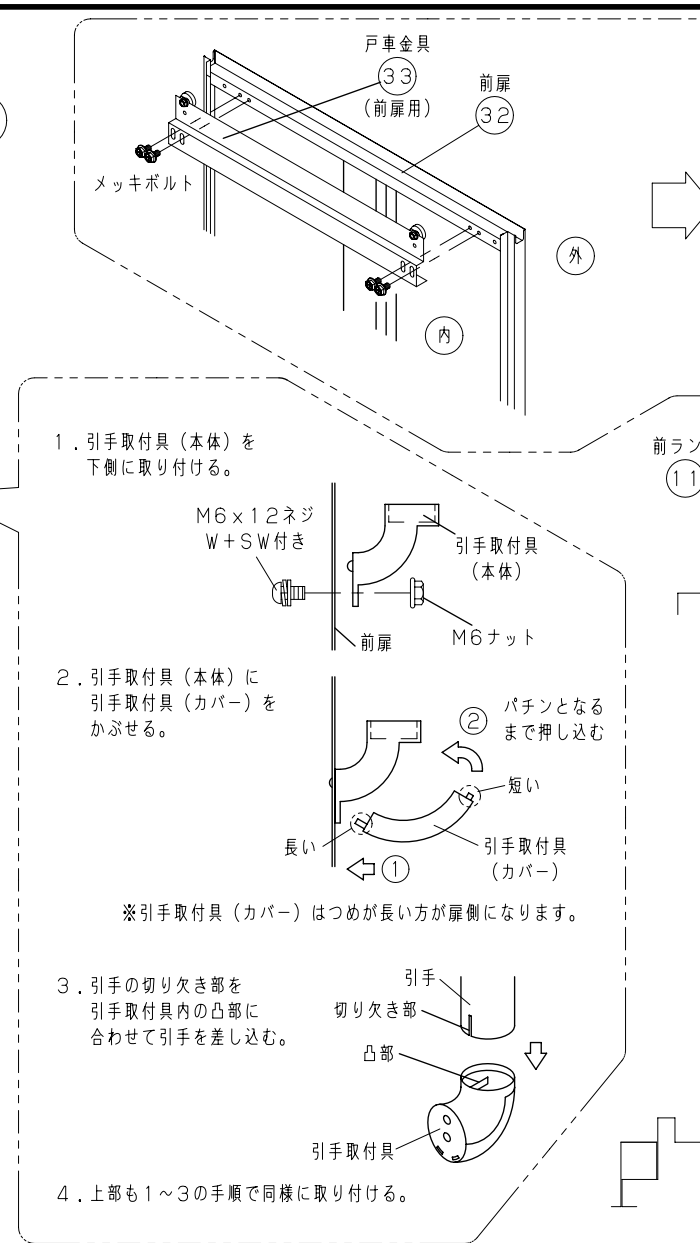 戸車金具
33
(前扉用)
前扉
32
メッキボルト
外
内
1.引手取付具(本体)を
下側に取り付ける。
前ラン
11
M6x12ネジ
W+SW付き
引手取付具
(本体)
前扉
M6ナット
2.引手取付具(本体)に
引手取付具(カバー)を
かぶせる。
② パチンとなる
まで押し込む
短い
長い
引手取付具
(カバー)
①
※引手取付具(カバー)はつめが長い方が扉側になります。
3.引手の切り欠き部を
引手取付具内の凸部に
合わせて引手を差し込む。
引手
切り欠き部
凸部
引手取付具
4.上部も1~3の手順で同様に取り付ける。